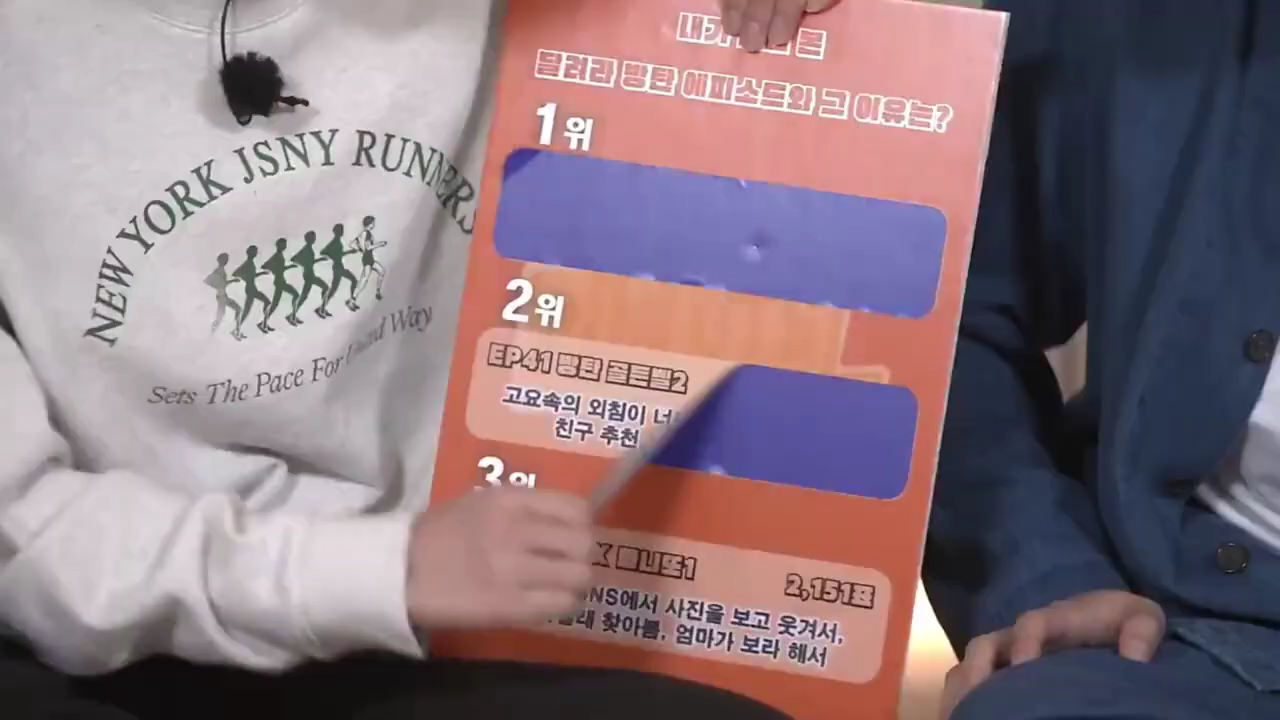 NEW YORK JSNY RUNNERS
Sets The Pace For Way
본
달려라 방탄 에피소드와 그 이유는?
1위
2위
EP41 방탄 골든벨2
고요속의 외침이
친구 추천
3위
2,151표
에서 사진을 보고 웃겨서,
찾아봄, 엄마가 보라 해서